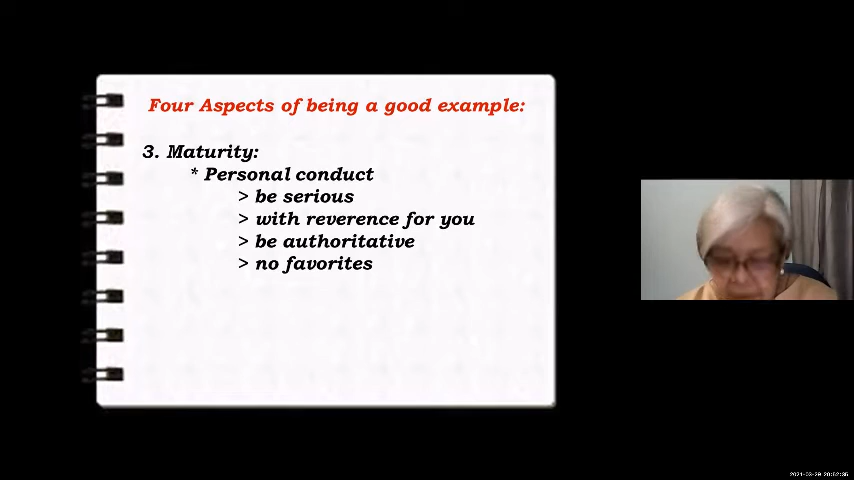 Four Aspects of being a good example:
3. Maturity:
* Personal conduct
> be serious
> with reverence for you
> be authoritative
> no favorites